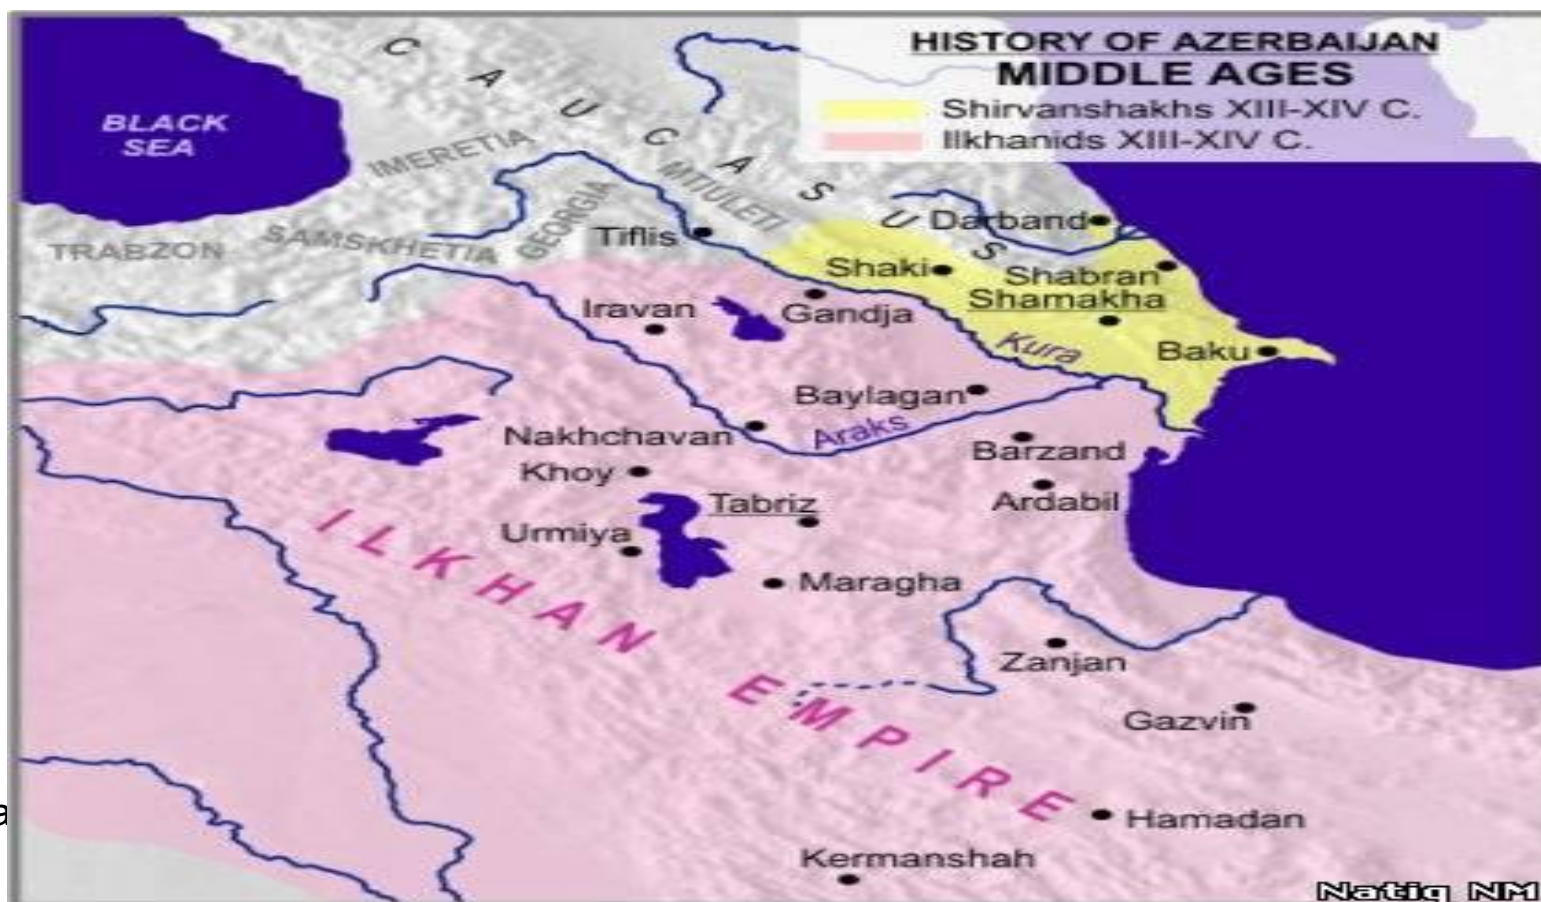 HISTORY OF AZERBAIJAN
MIDDLE AGES
Shirvanshakhs XIII-XIV C.
Ilkhanids XIII-XIV C.
CAUCASUS
BLACK
SEA
IMERETIA
MTIULETI
GEORGIA
SAMSKHETIA
TRABZON
Tiflis
Darband
Shaki
Shabran
Shamakha
Iravan
Gandja
Kura
Baku
Baylagan
Araks
Nakhchavan
Barzand
Khoy
Ardabil
Tabriz
Urmiya
Maragha
ILKHAN EMPIRE
Zanjan
Gazvin
Hamadan
Kermanshah
a
Natiq NM